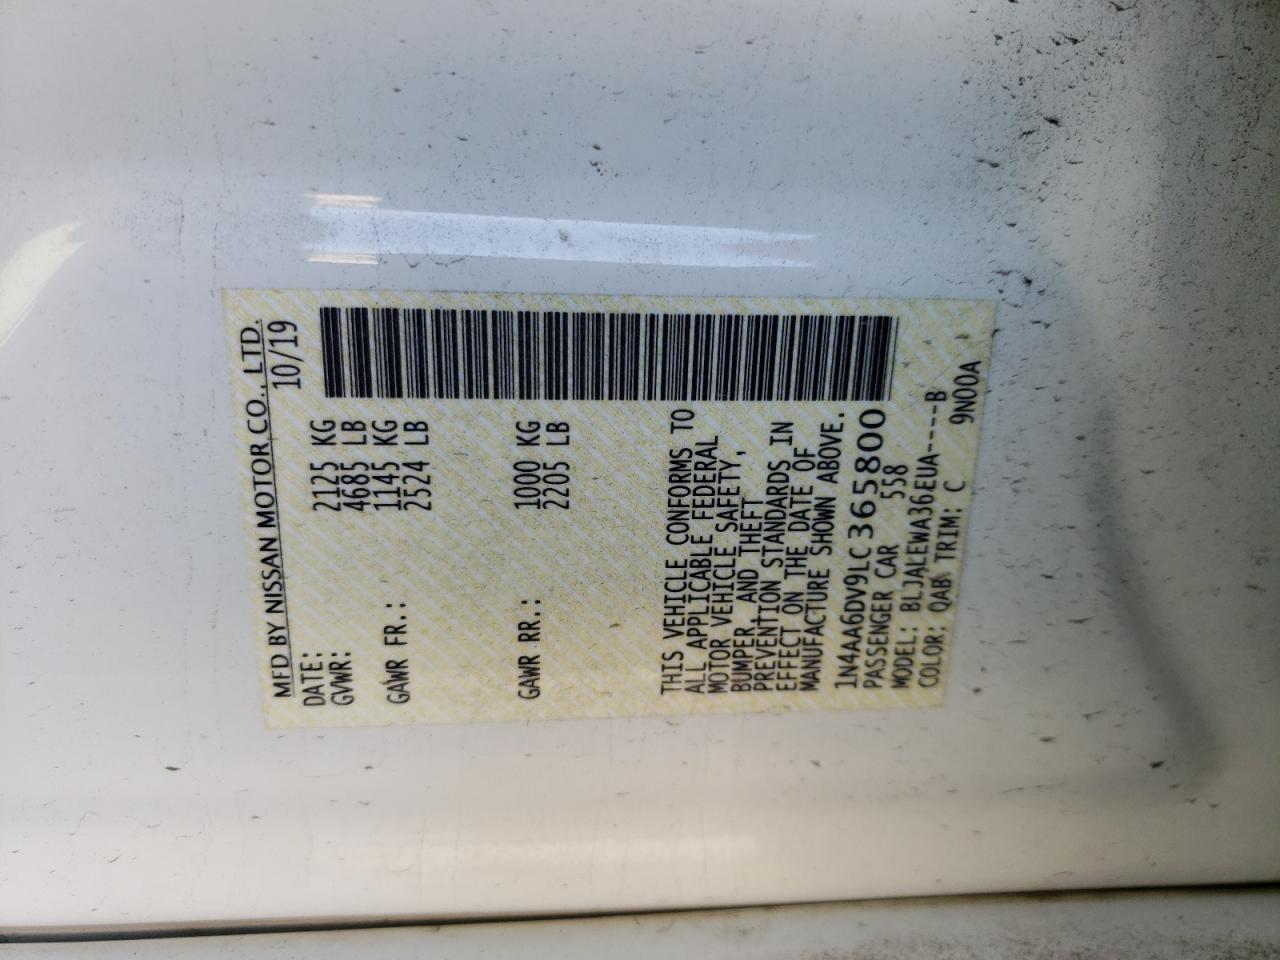 MFD BY NISSAN MOTOR CO., LTD.
DATE: 10/19
GVWR: 2125 KG
4685 LB
GAWR FR.: 1145 KG
2524 LB
GAWR RR.: 1000 KG
2205 LB
THIS VEHICLE CONFORMS TO
ALL APPLICABLE FEDERAL
MOTOR VEHICLE SAFETY,
BUMPER, AND THEFT
PREVENTION STANDARDS IN
EFFECT ON THE DATE OF
MANUFACTURE SHOWN ABOVE.
1N4AA6DV9LC365800
PASSENGER CAR 558
MODEL: BLJALEWA36EUA----B
COLOR: QAB TRIM: C 9N00A